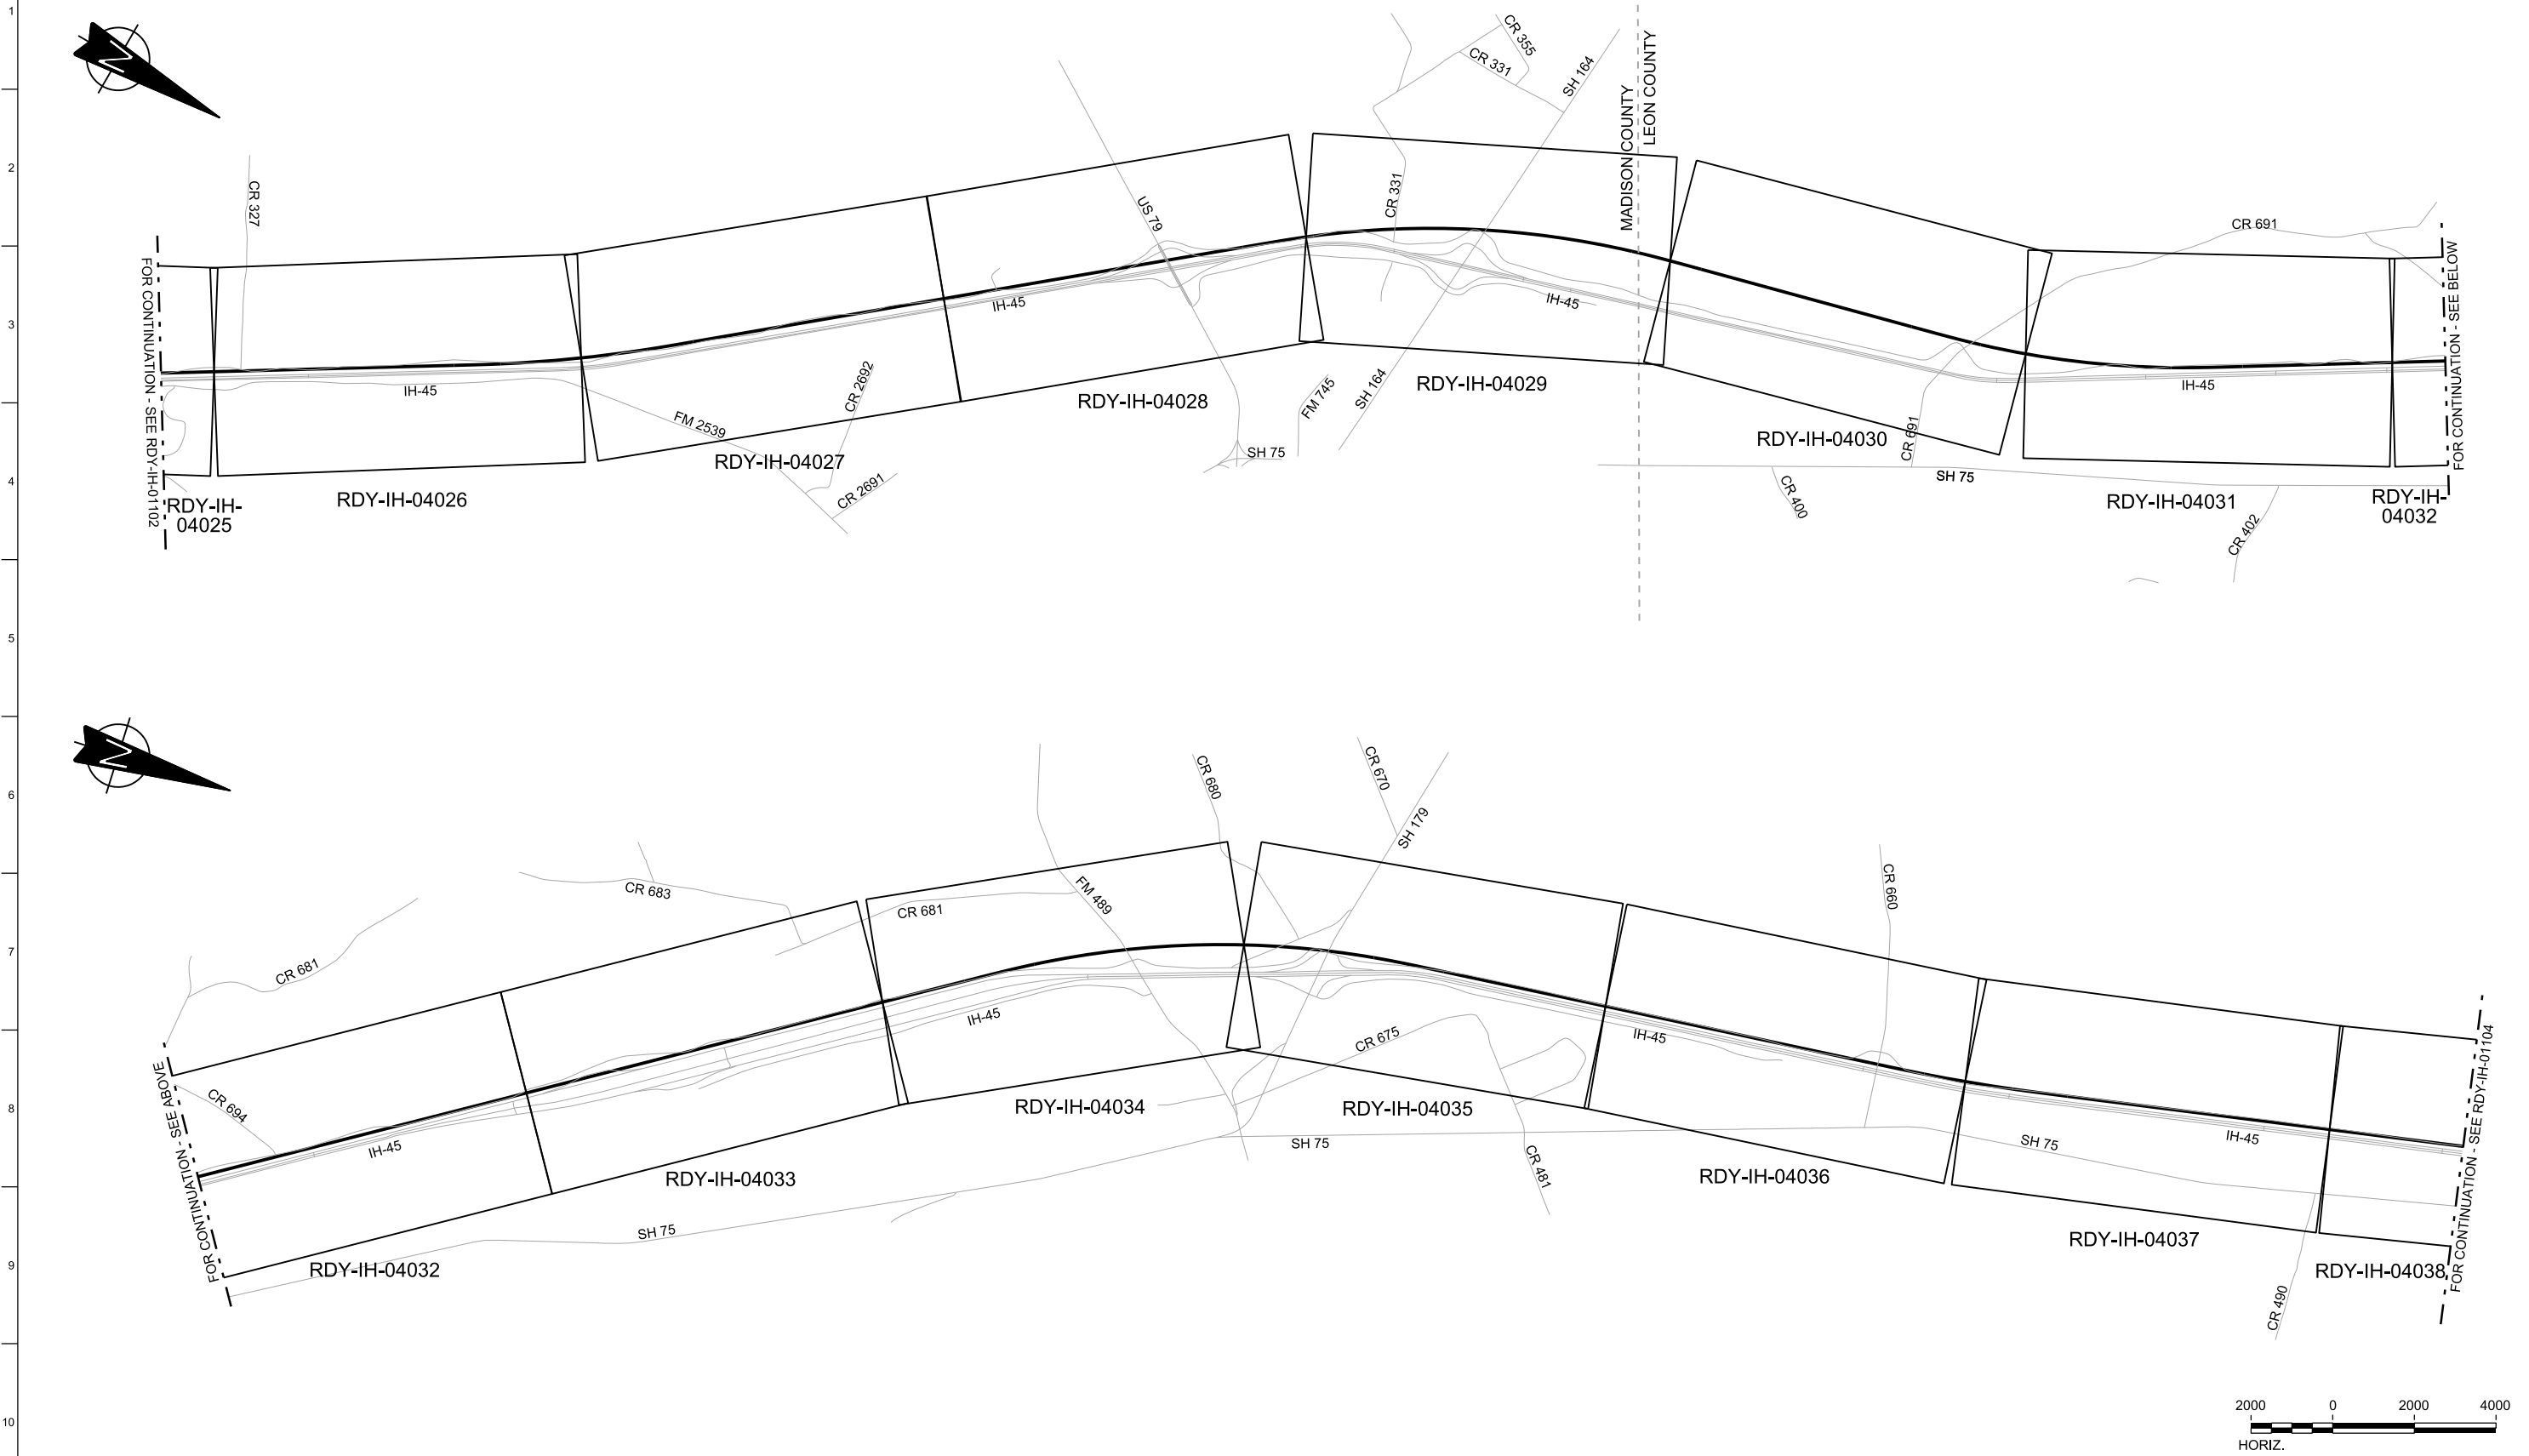 1
2
3
4
5
6
7
8
9
10
N
CR 327
FOR CONTINUATION - SEE RDY-IH-01102
RDY-IH-
04025
IH-45
RDY-IH-04026
FM 2539
CR 2692
RDY-IH-04027
CR 2691
IH-45
US 79
RDY-IH-04028
SH 75
FM 745
SH 164
CR 331
CR 355
CR 331
SH 164
IH-45
RDY-IH-04029
MADISON COUNTY
LEON COUNTY
RDY-IH-04030
CR 691
CR 400
SH 75
CR 691
IH-45
RDY-IH-04031
CR 402
RDY-IH-
04032
FOR CONTINUATION - SEE BELOW
N
CR 681
CR 694
FOR CONTINUATION - SEE ABOVE
IH-45
RDY-IH-04032
CR 683
CR 681
RDY-IH-04033
SH 75
IH-45
FM 489
RDY-IH-04034
CR 680
CR 670
SH 179
CR 675
RDY-IH-04035
SH 75
CR 481
IH-45
RDY-IH-04036
CR 660
SH 75
RDY-IH-04037
IH-45
CR 490
RDY-IH-04038
FOR CONTINUATION - SEE RDY-IH-01104
2000 0 2000 4000
HORIZ.